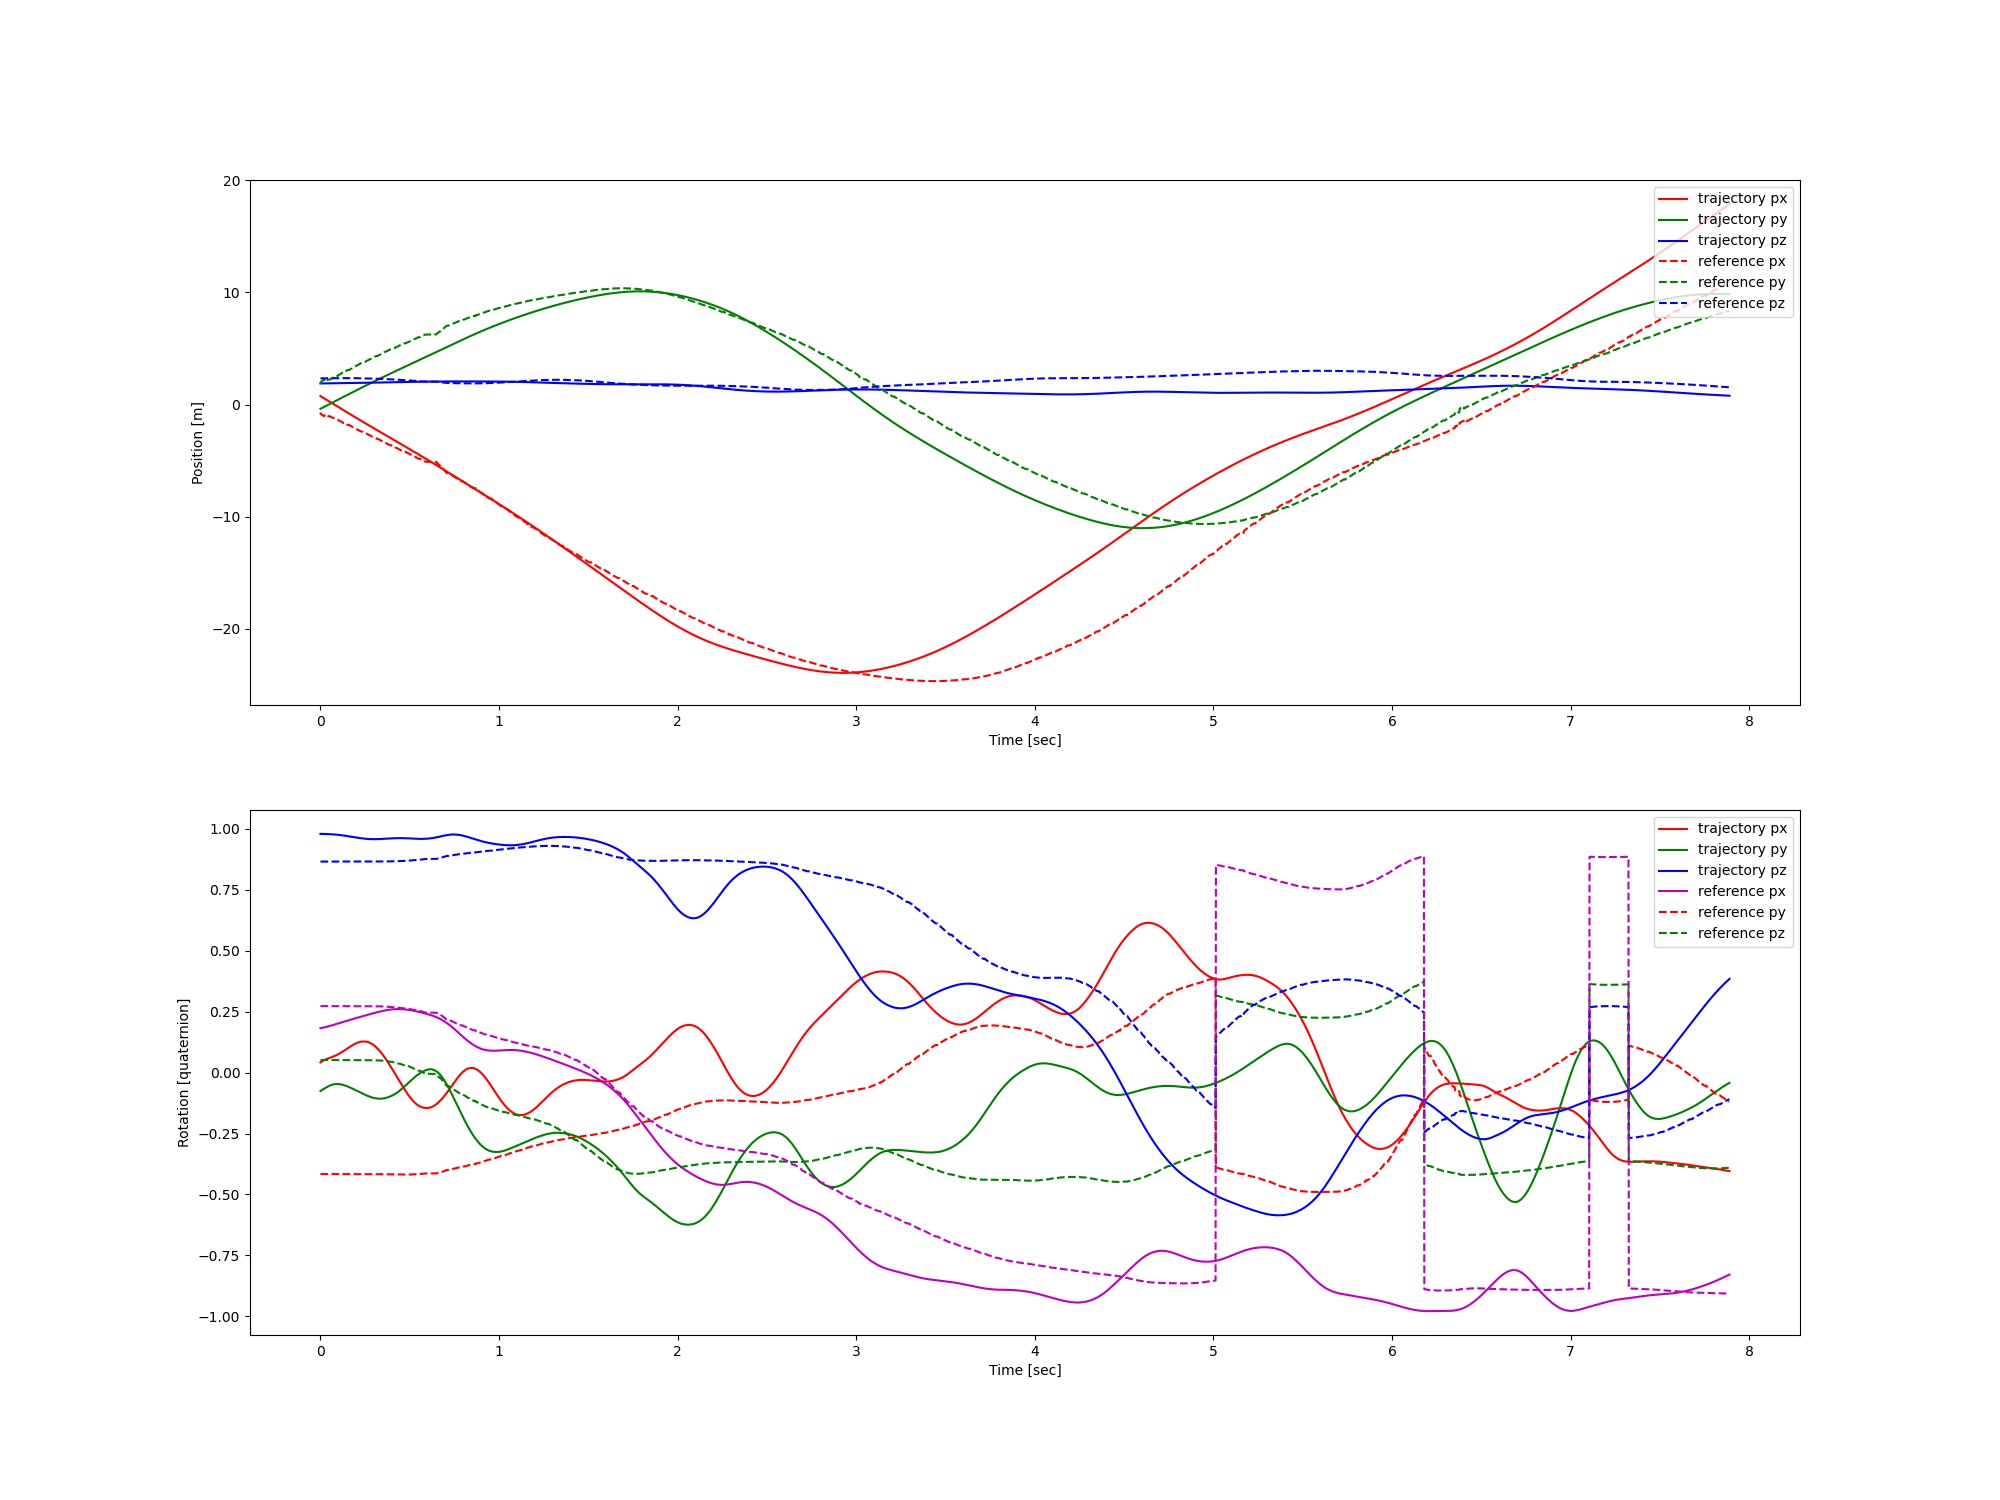 20
10
0
−10
−20
Position [m]
0 1 2 3 4 5 6 7 8
Time [sec]
trajectory px
trajectory py
trajectory pz
reference px
reference py
reference pz
1.00
0.75
0.50
0.25
0.00
−0.25
−0.50
−0.75
−1.00
Rotation [quaternion]
0 1 2 3 4 5 6 7 8
Time [sec]
trajectory px
trajectory py
trajectory pz
reference px
reference py
reference pz